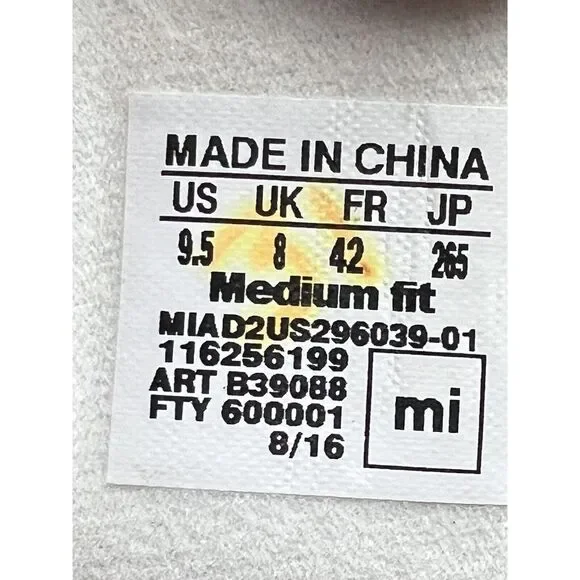 MADE IN CHINA
US UK FR JP
9.5 8 42 265
Medium fit
MIAD2US296039-01
116256199
ART B39088
FTY 600001
8/16
mi